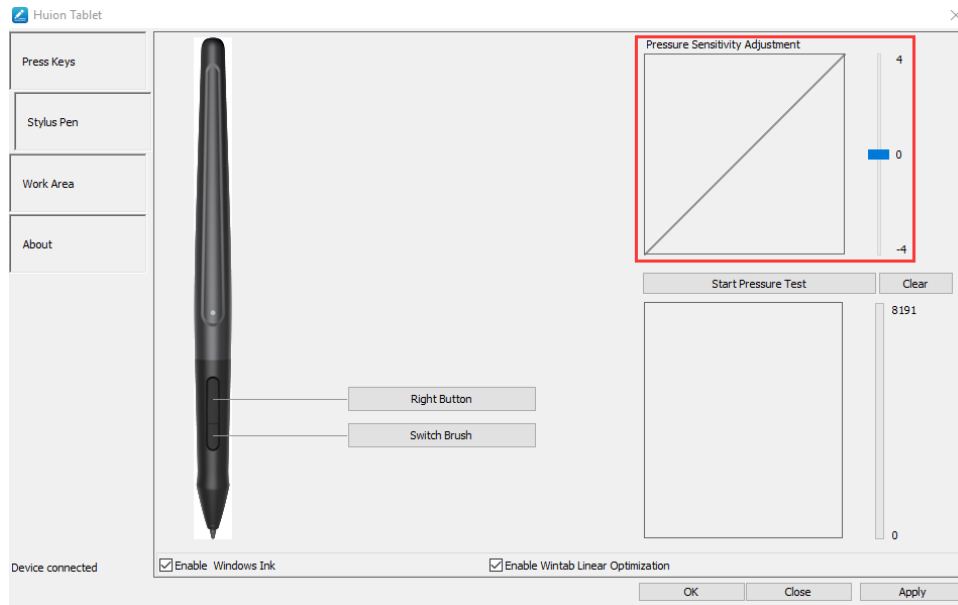 Huion Tablet
Press Keys
Stylus Pen
Work Area
About
Device connected
Right Button
Switch Brush
Pressure Sensitivity Adjustment
4
0
-4
Start Pressure Test
Clear
8191
0
Enable Windows Ink
Enable Wintab Linear Optimization
OK
Close
Apply